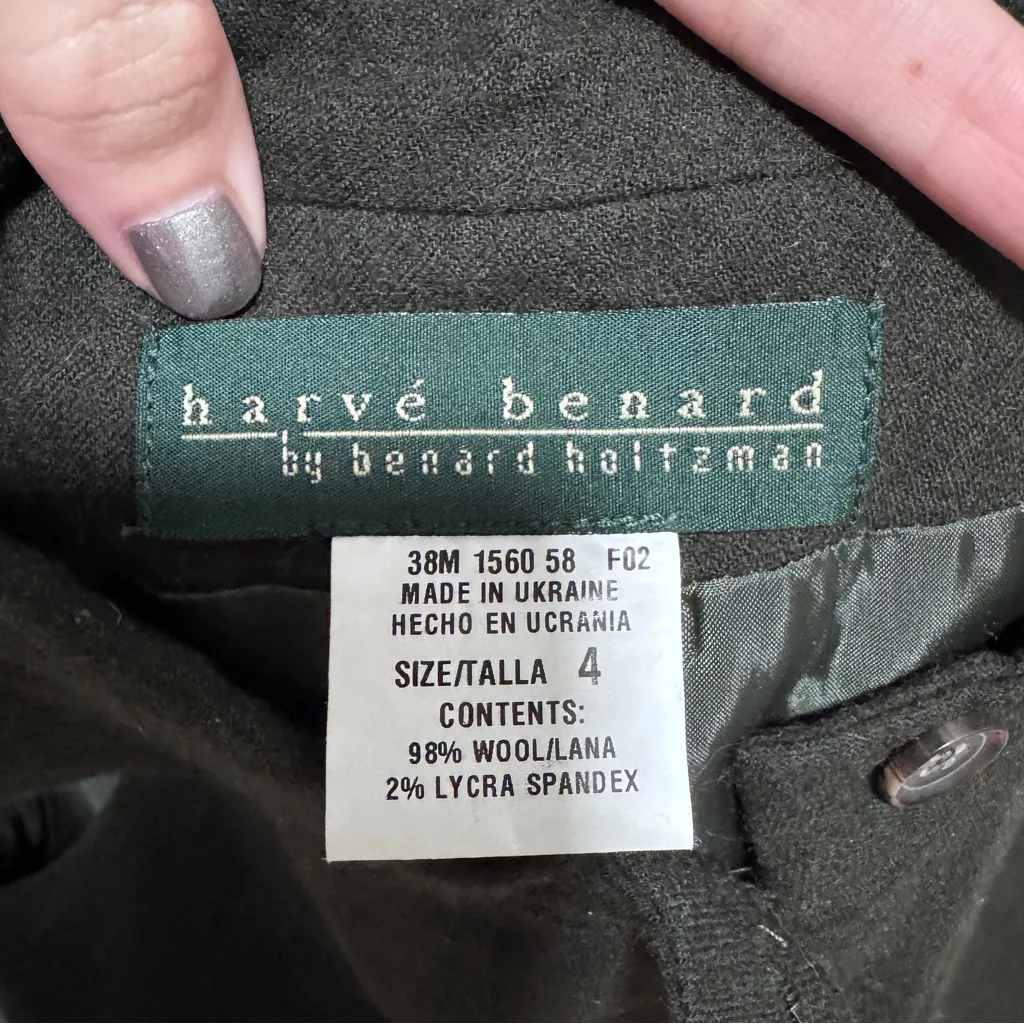 harvé benard
by benard holtzman
38M 1560 58 F02
MADE IN UKRAINE
HECHO EN UCRANIA
SIZE/TALLA 4
CONTENTS:
98% WOOL/LANA
2% LYCRA SPANDEX